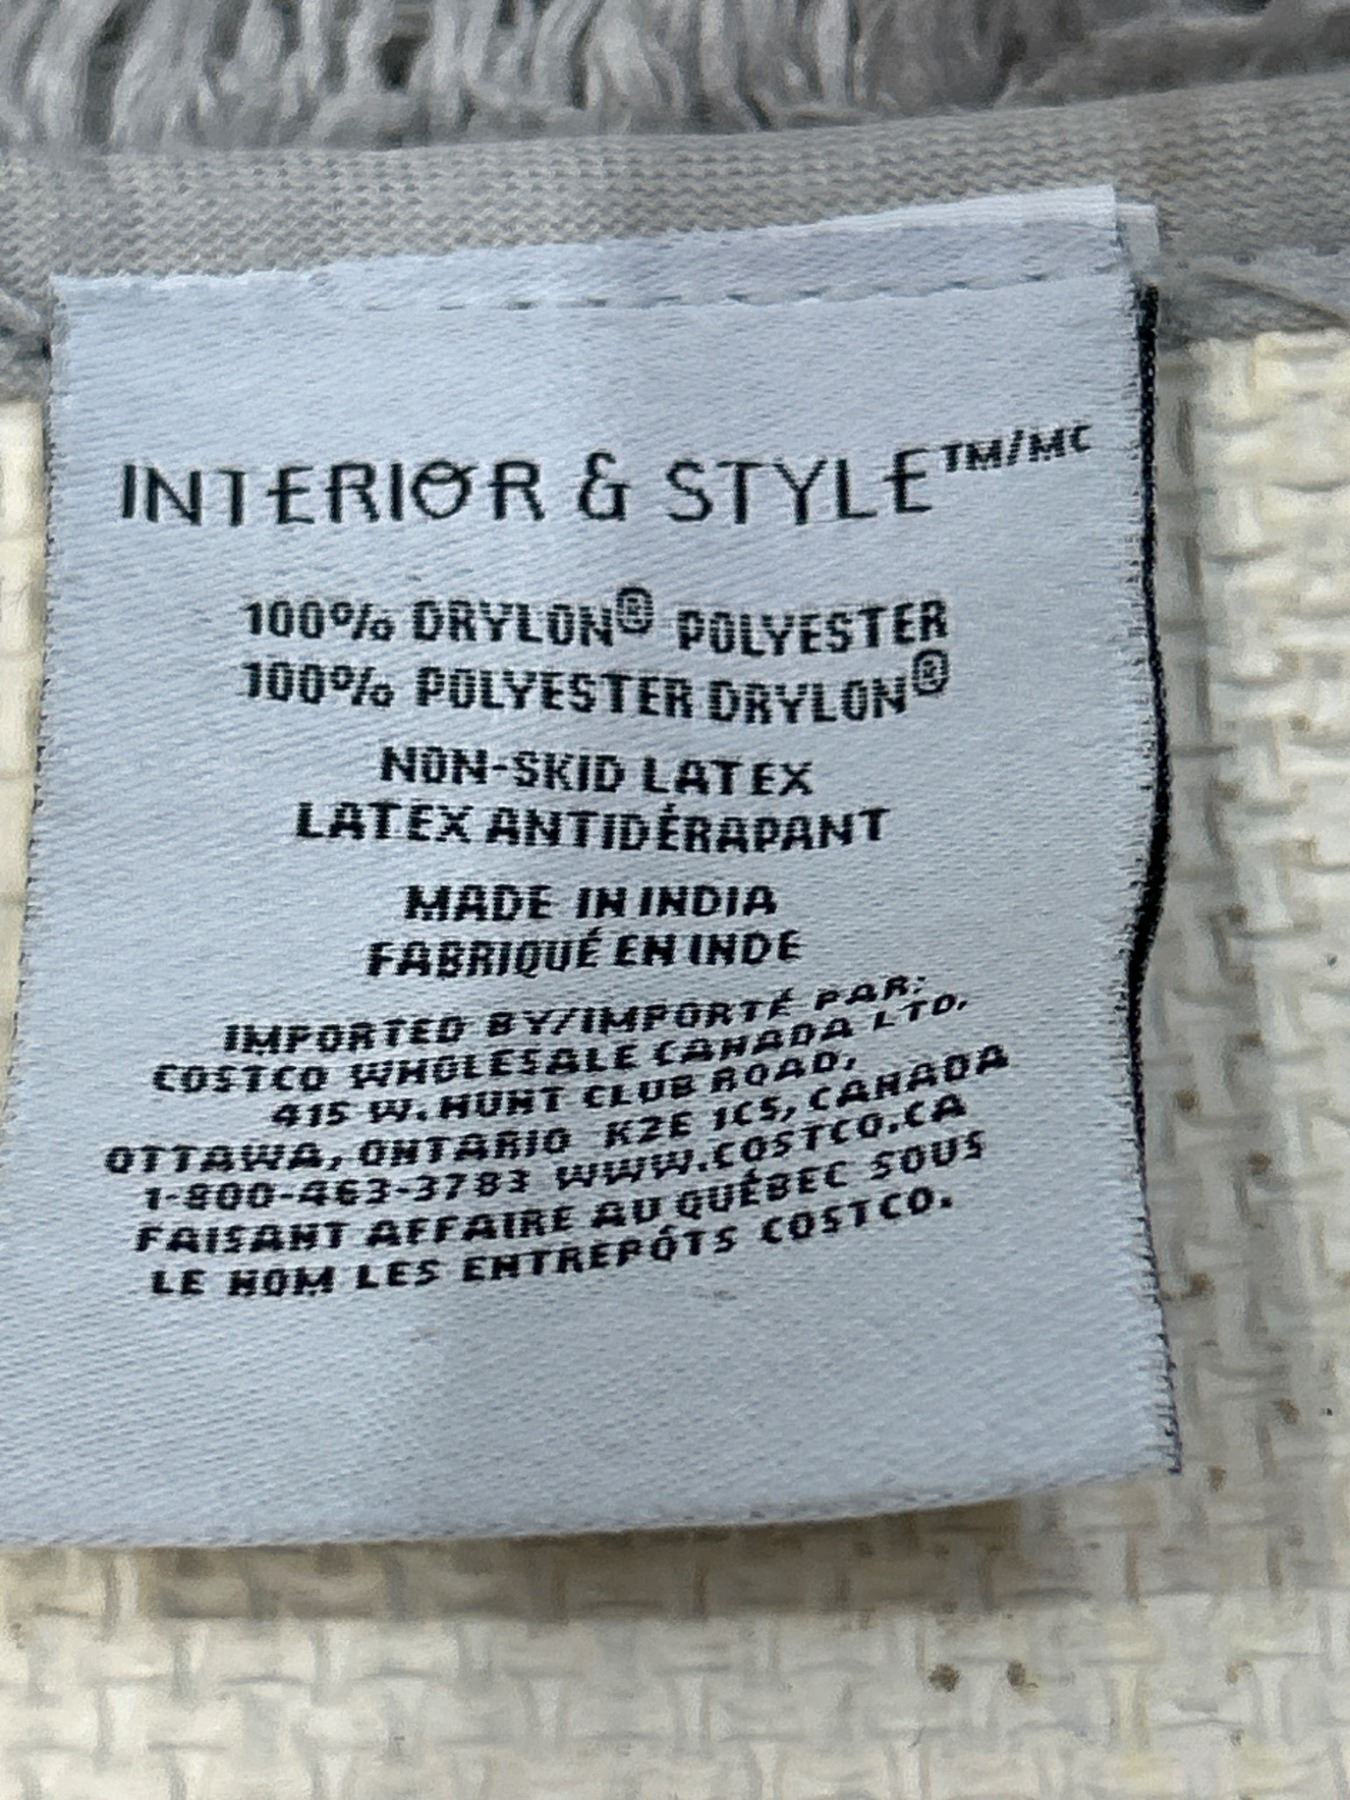 INTERIOR & STYLE™/MC
100% DRYLON® POLYESTER
100% POLYESTER DRYLON®
NON-SKID LATEX
LATEX ANTIDÉRAPANT
MADE IN INDIA
FABRIQUÉ EN INDE
IMPORTED BY/IMPORTÉ PAR:
COSTCO WHOLESALE CANADA LTD,
415 W. HUNT CLUB ROAD,
OTTAWA, ONTARIO K2E 1C5, CANADA
1-800-463-3783 WWW.COSTCO.CA
FAISANT AFFAIRE AU QUÉBEC SOUS
LE NOM LES ENTREPÔTS COSTCO.